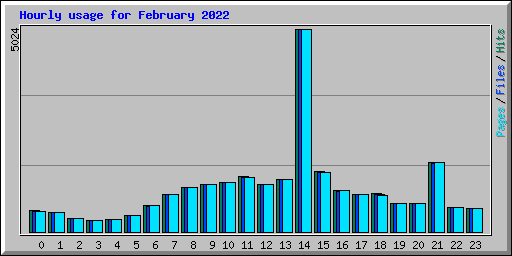 Hourly usage for February 2022
5024
Pages/Files/Hits
0 1 2 3 4 5 6 7 8 9 10 11 12 13 14 15 16 17 18 19 20 21 22 23